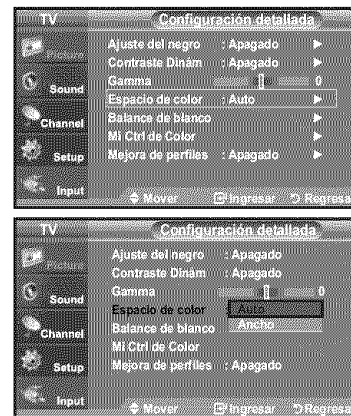 TV Configuración detallada
Picture
Ajuste del negro : Apagado
Contraste Dinám : Apagado
Sound
Gamma 0
Espacio de color : Auto
Channel
Balance de blanco
Mi Ctrl de Color
Setup
Mejora de perfiles : Apagado
Input
Mover Ingresar Regresa
TV Configuración detallada
Picture
Ajuste del negro : Apagado
Contraste Dinám : Apagado
Sound
Gamma 0
Espacio de color : Auto
Channel
Balance de blanco Ancho
Mi Ctrl de Color
Setup
Mejora de perfiles : Apagado
Input
Mover Ingresar Regresa